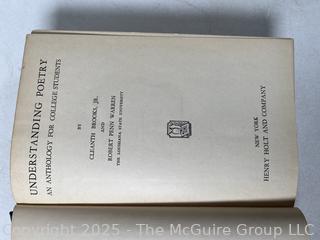 UNDERSTANDING POETRY
AN ANTHOLOGY FOR COLLEGE STUDENTS
BY
CLEANTH BROOKS, JR.
AND
ROBERT PENN WARREN
THE LOUISIANA STATE UNIVERSITY
NEW YORK
HENRY HOLT AND COMPANY
Copyright 2025 - The McGuire Group LLC